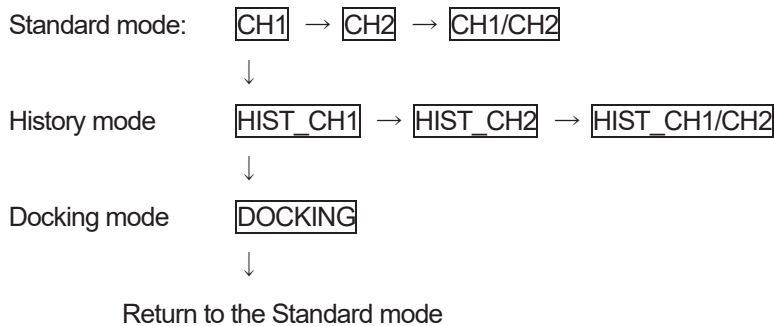 Standard mode: CH1 → CH2 → CH1/CH2
↓
History mode HIST_CH1 → HIST_CH2 → HIST_CH1/CH2
↓
Docking mode DOCKING
↓
Return to the Standard mode